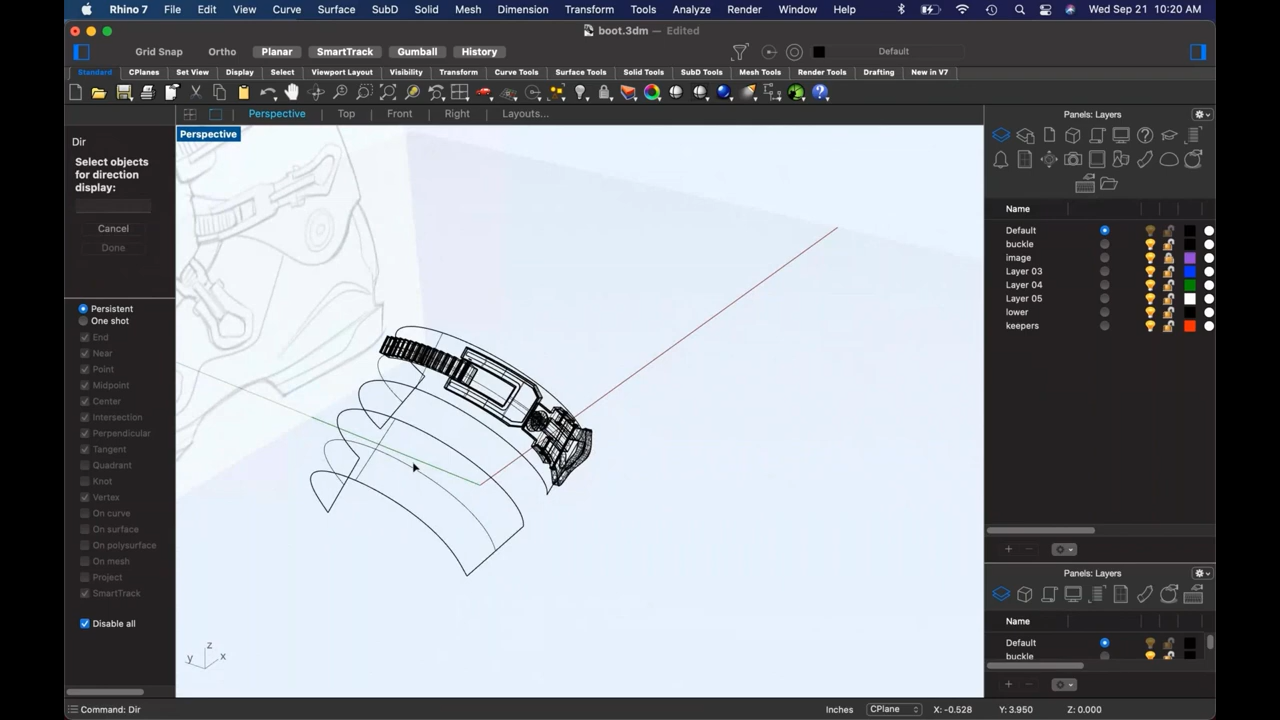 Rhino 7 File Edit View Curve Surface SubD Solid Mesh Dimension Transform Tools Analyze Render Window Help Wed Sep 21 10:20 AM
boot.3dm — Edited
Grid Snap Ortho Planar SmartTrack Gumball History Default
Standard CPlanes Set View Display Select Viewport Layout Visibility Transform Curve Tools Surface Tools Solid Tools SubD Tools Mesh Tools Render Tools Drafting New in V7
Perspective Top Front Right Layouts... Panels: Layers
Perspective
Dir
Select objects
for direction
display:
Cancel
Done
Persistent
One shot
End
Near
Point
Midpoint
Center
Intersection
Perpendicular
Tangent
Quadrant
Knot
Vertex
On curve
On surface
On polysurface
On mesh
Project
SmartTrack
Disable all
z
y x
Name
Default
buckle
image
Layer 03
Layer 04
Layer 05
lower
keepers
Panels: Layers
Name
Default
buckle
Command: Dir Inches CPlane X: -0.528 Y: 3.950 Z: 0.000